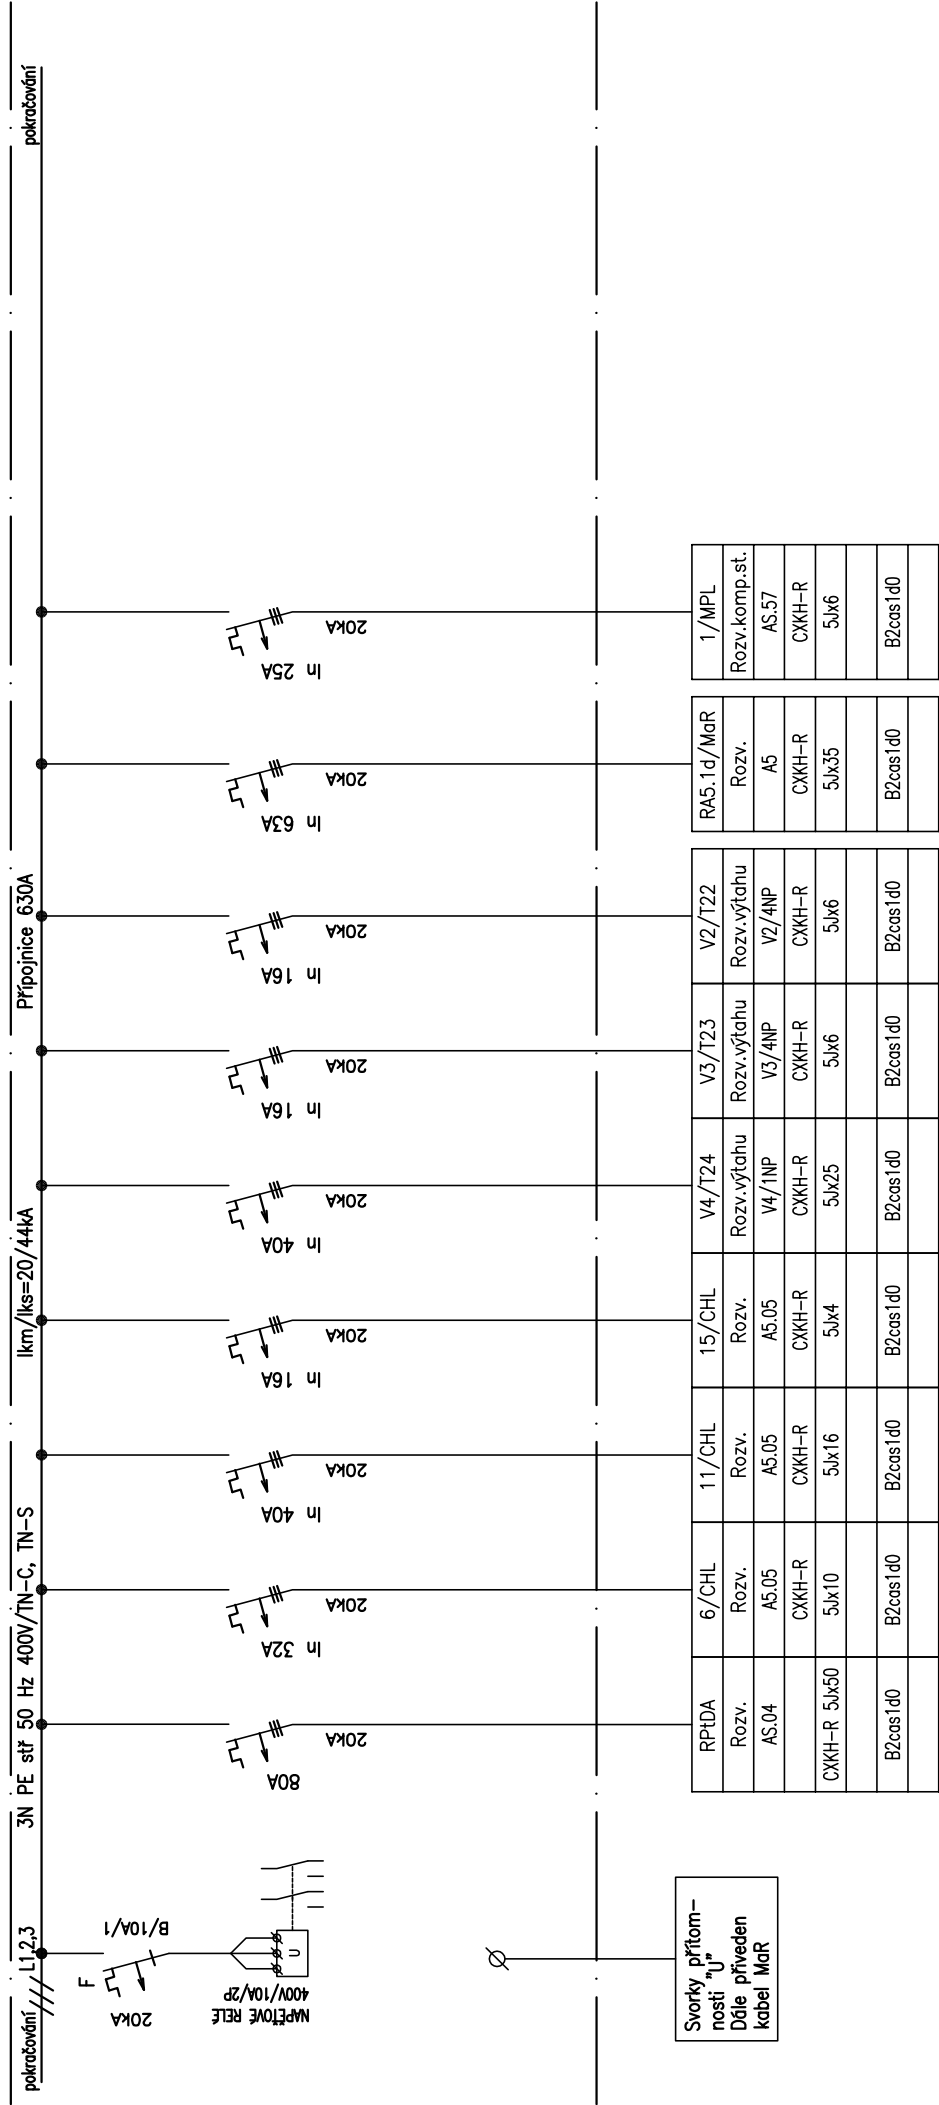 pokračování
L1,2,3
3N PE stř 50 Hz 400V/TN-C, TN-S
Ikm/Iks=20/44kA
Přípojnice 630A
pokračování
F
20kA
B/10A/1
NAPĚŤOVÉ RELÉ
400V/10A/2P
U
80A
20kA
In 32A
20kA
In 40A
20kA
In 16A
20kA
In 40A
20kA
In 16A
20kA
In 16A
20kA
In 63A
20kA
In 25A
20kA
Svorky přítom-
nosti "U"
Dále přiveden
kabel MaR
RPtDA
Rozv.
AS.04
CXKH-R 5Jx50
B2cas1d0
6/CHL
Rozv.
A5.05
CXKH-R
5Jx10
B2cas1d0
11/CHL
Rozv.
A5.05
CXKH-R
5Jx16
B2cas1d0
15/CHL
Rozv.
A5.05
CXKH-R
5Jx4
B2cas1d0
V4/T24
Rozv.výtahu
V4/1NP
CXKH-R
5Jx25
B2cas1d0
V3/T23
Rozv.výtahu
V3/4NP
CXKH-R
5Jx6
B2cas1d0
V2/T22
Rozv.výtahu
V2/4NP
CXKH-R
5Jx6
B2cas1d0
RA5.1d/MaR
Rozv.
A5
CXKH-R
5Jx35
B2cas1d0
1/MPL
Rozv.komp.st.
AS.57
CXKH-R
5Jx6
B2cas1d0